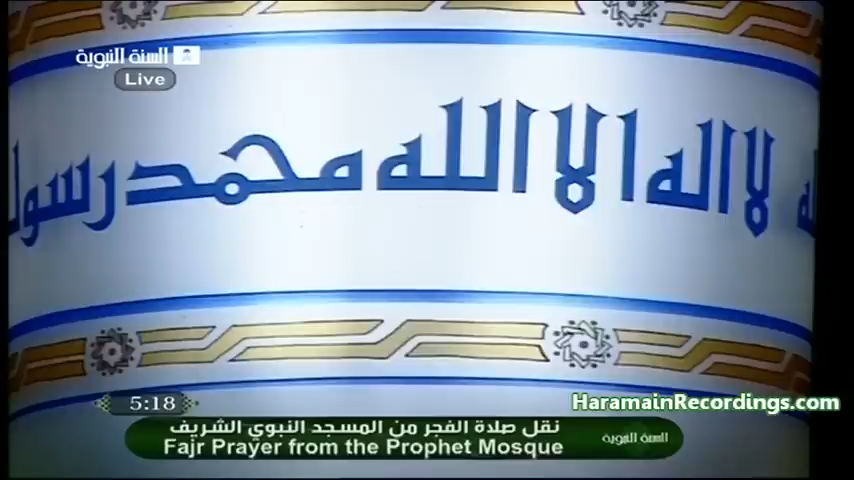 السنة النبوية
Live
لا اله الا الله محمد رسول
5:18
HaramainRecordings.com
نقل صلاة الفجر من المسجد النبوي الشريف
Fajr Prayer from the Prophet Mosque
السنة النبوية